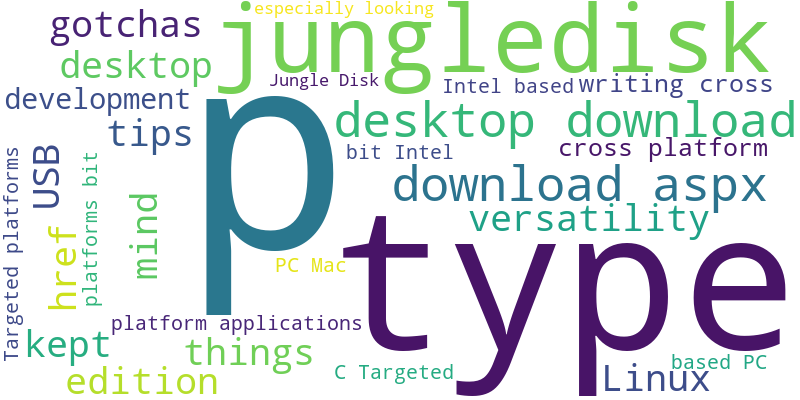 especially looking
gotchas
jungledisk
desktop
Jungle Disk
Intel based
writing cross
development
p
desktop download
tips
bit Intel
cross platform
Targeted platforms
USB
platforms bit
mind
download aspx
versatility
href
type
PC Mac
platform applications
kept
things
C Targeted
based PC
edition
Linux